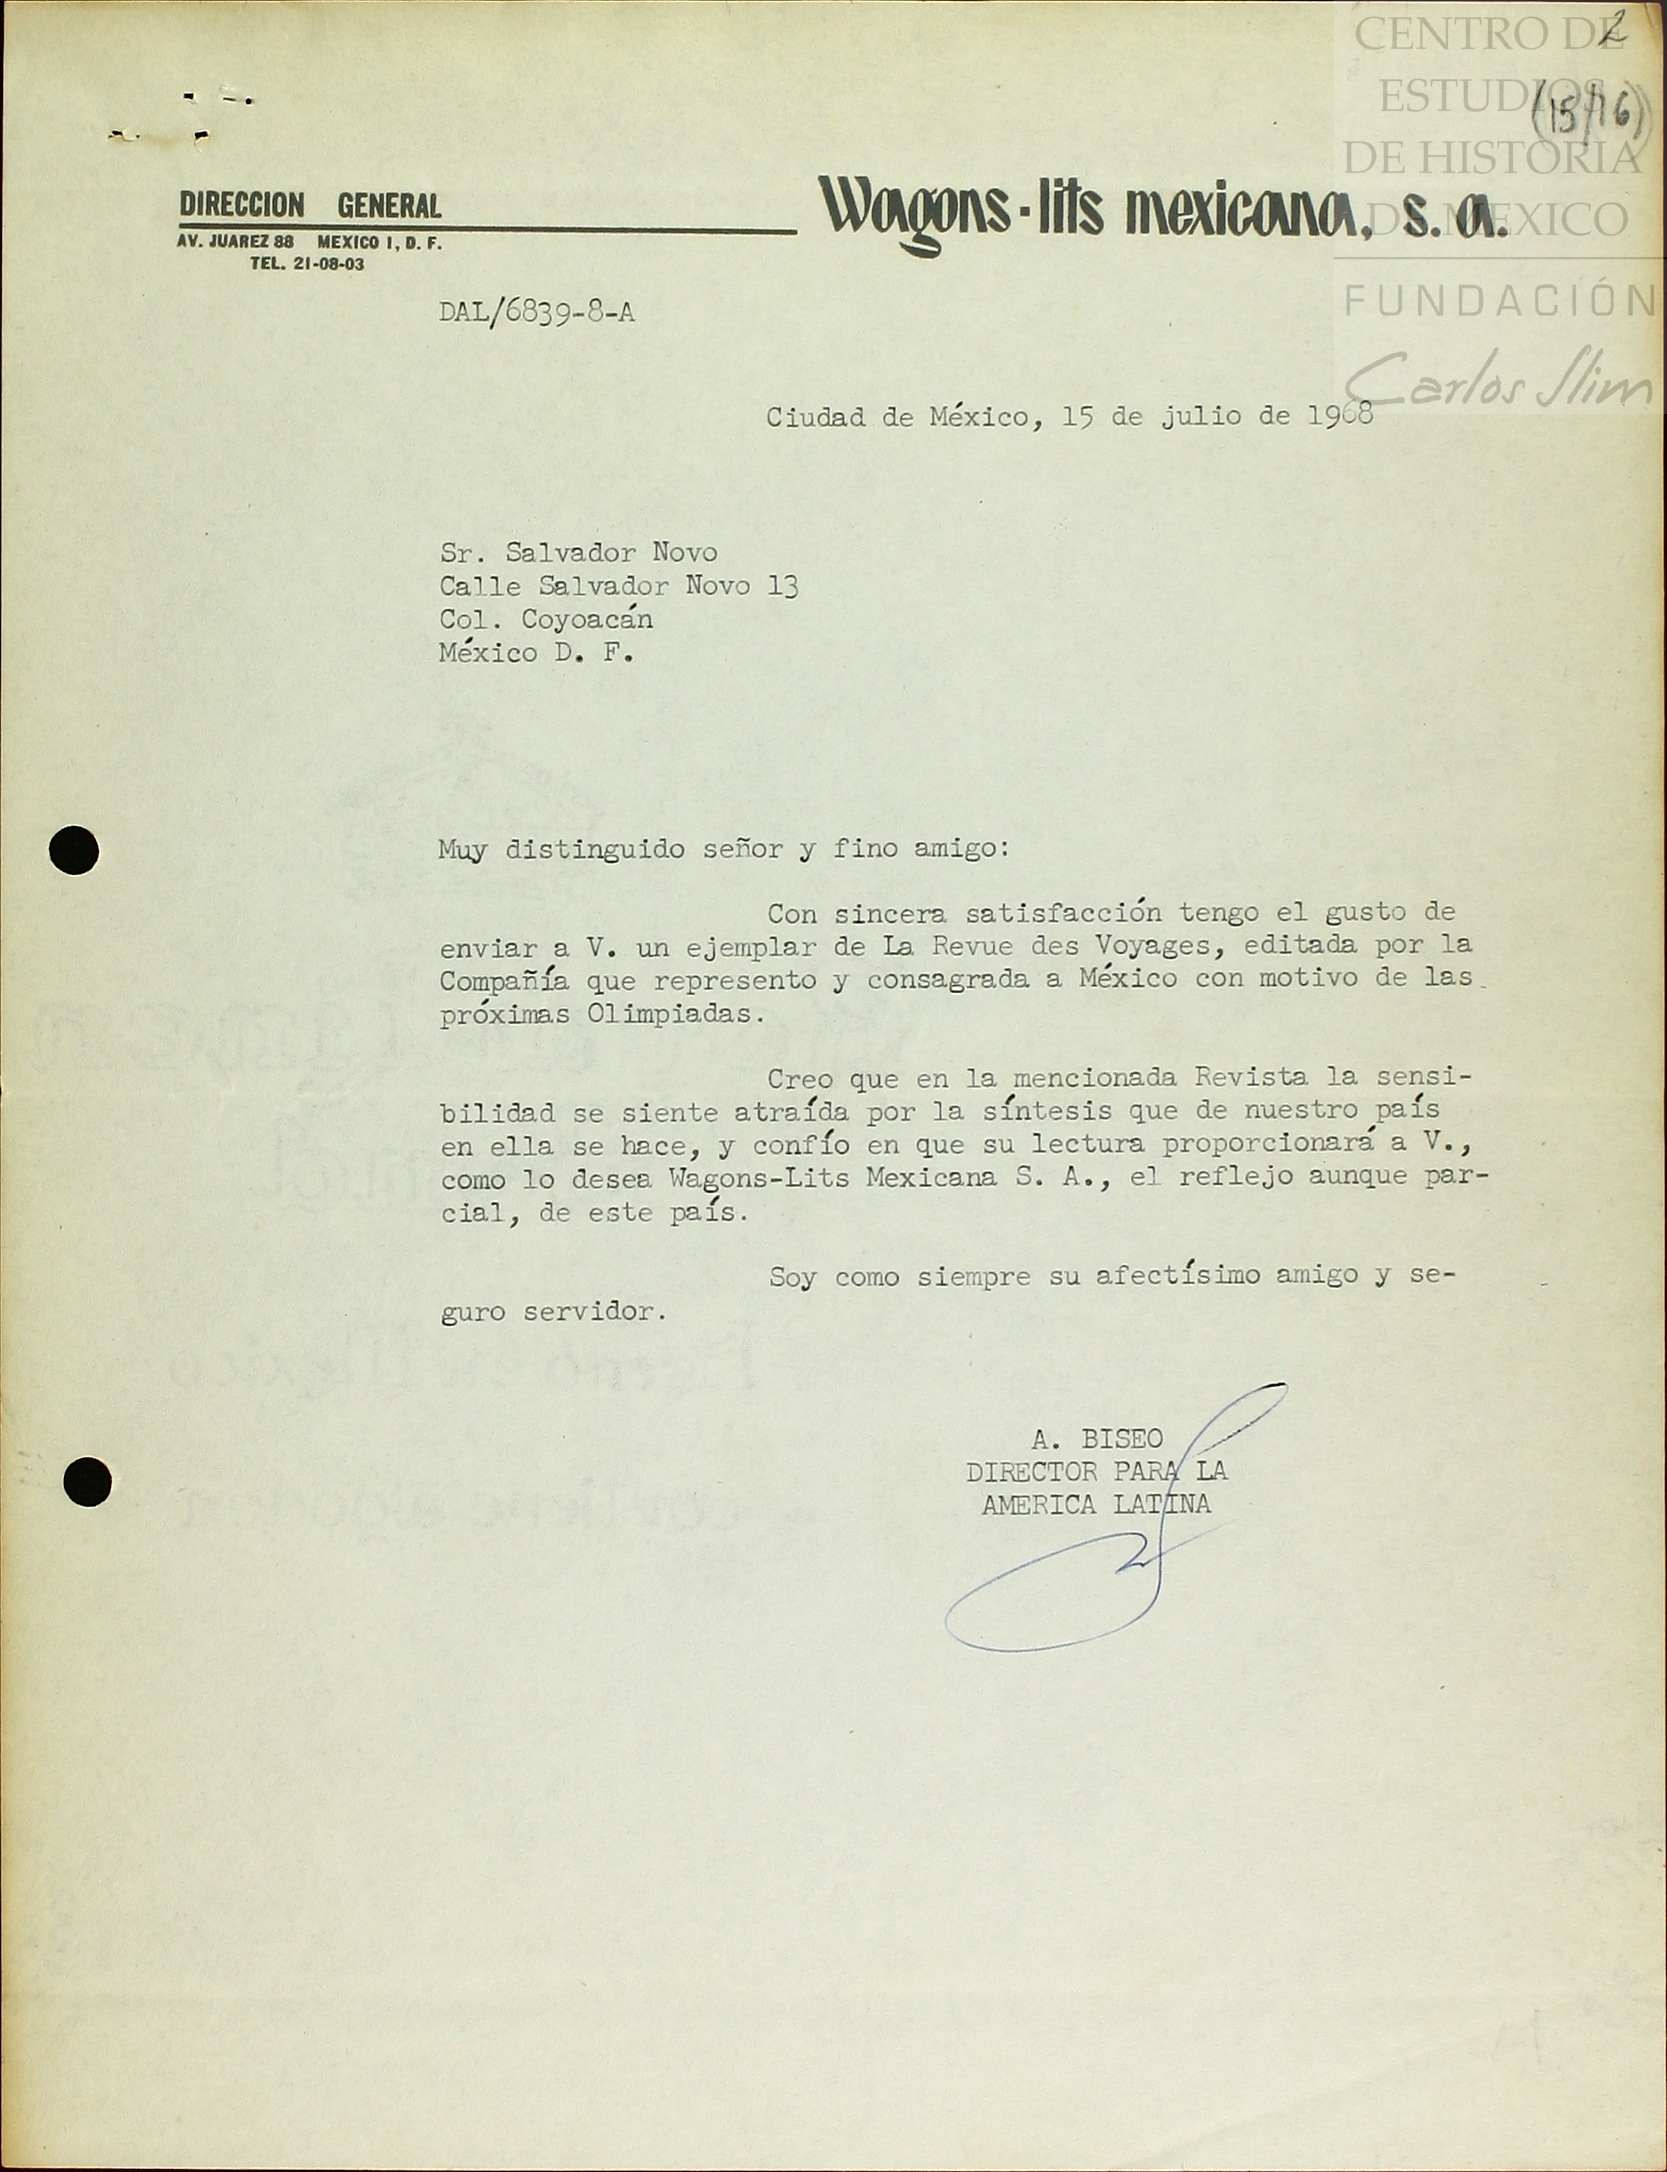 CENTRO DE
ESTUDIOS
DE HISTORIA
DE MEXICO
FUNDACIÓN
Carlos Slim
2
(15/16)
DIRECCION GENERAL
AV. JUAREZ 88 MEXICO 1, D. F.
TEL. 21-08-03
Wagons-lits mexicana, s. a.
DAL/6839-8-A
Ciudad de México, 15 de julio de 1968
Sr. Salvador Novo
Calle Salvador Novo 13
Col. Coyoacán
México D. F.
Muy distinguido señor y fino amigo:
Con sincera satisfacción tengo el gusto de
enviar a V. un ejemplar de La Revue des Voyages, editada por la
Compañía que represento y consagrada a México con motivo de las
próximas Olimpiadas.
Creo que en la mencionada Revista la sensi-
bilidad se siente atraída por la síntesis que de nuestro país
en ella se hace, y confío en que su lectura proporcionará a V.,
como lo desea Wagons-Lits Mexicana S. A., el reflejo aunque par-
cial, de este país.
Soy como siempre su afectísimo amigo y se-
guro servidor.
A. BISEO
DIRECTOR PARA LA
AMERICA LATINA